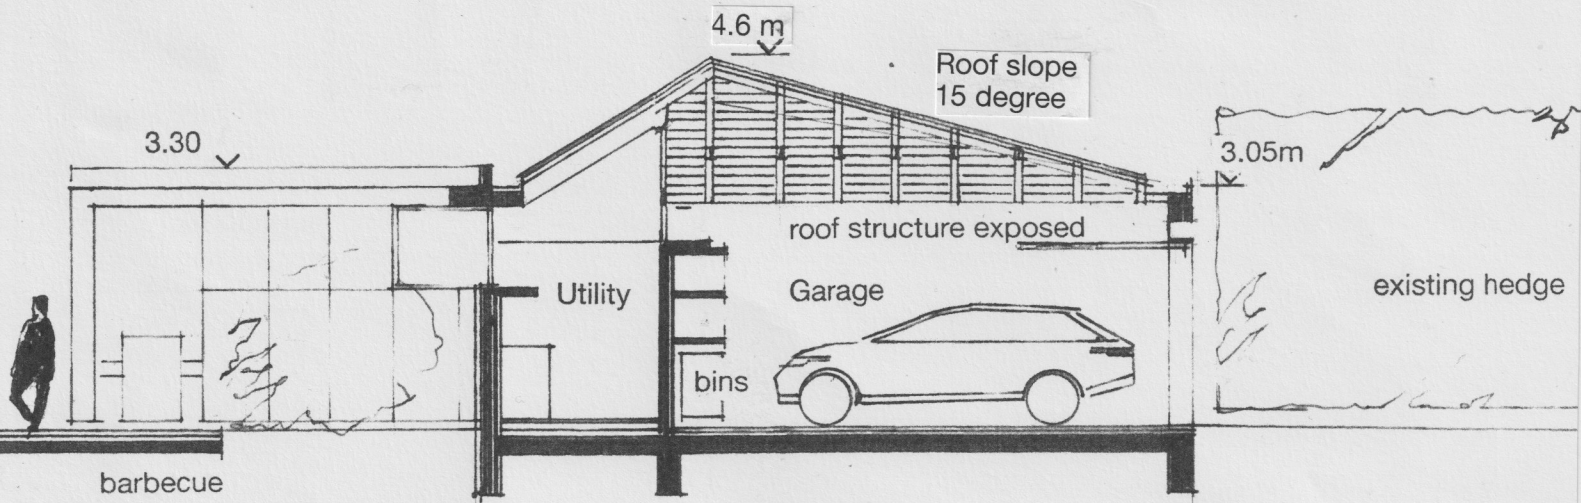 4.6 m
Roof slope
15 degree
3.30
3.05m
roof structure exposed
Utility
Garage
existing hedge
bins
barbecue